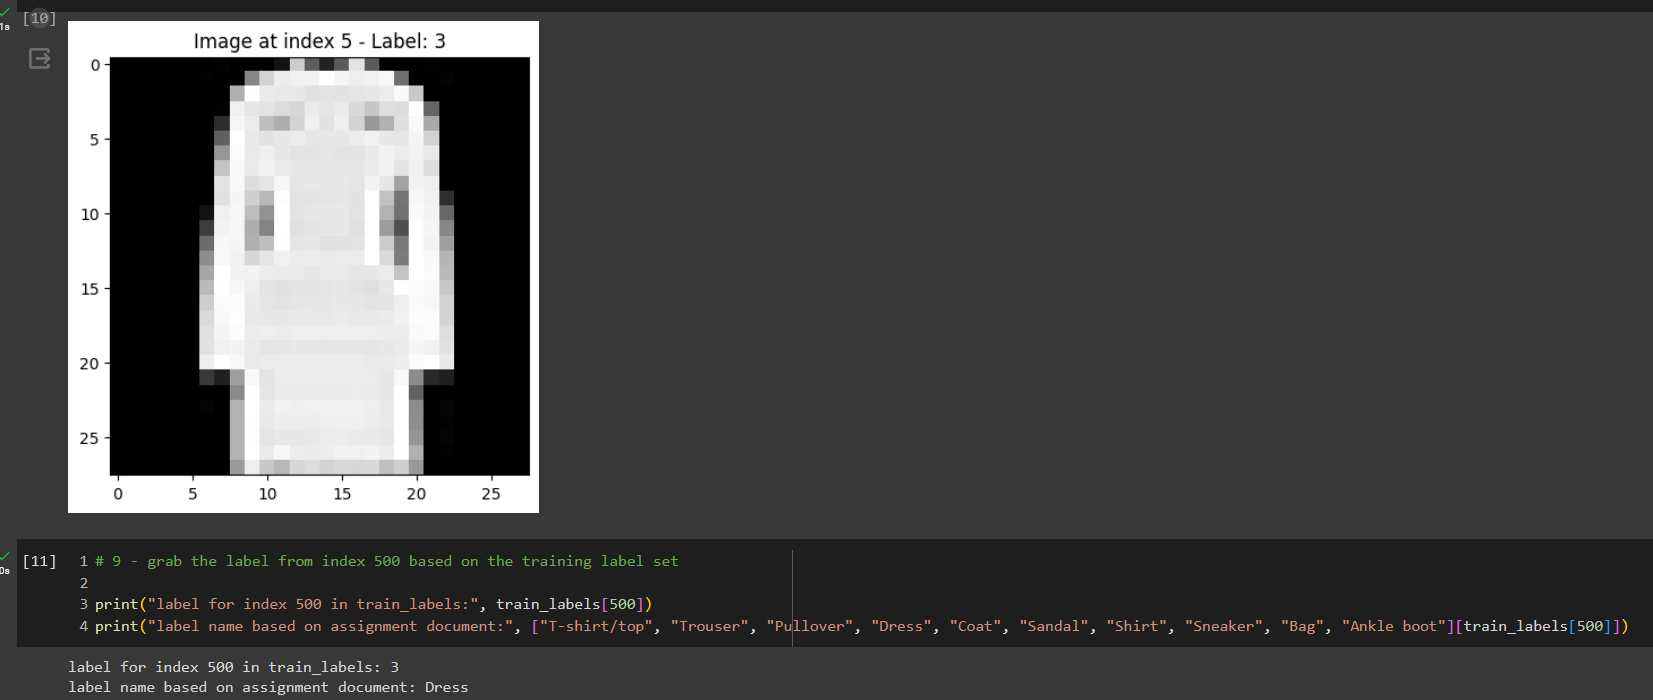 [10]
1s
Image at index 5 - Label: 3
0
5
10
15
20
25
0 5 10 15 20 25
[11]
0s
1 # 9 - grab the label from index 500 based on the training label set
2
3 print("label for index 500 in train_labels:", train_labels[500])
4 print("label name based on assignment document:", ["T-shirt/top", "Trouser", "Pullover", "Dress", "Coat", "Sandal", "Shirt", "Sneaker", "Bag", "Ankle boot"][train_labels[500]])
label for index 500 in train_labels: 3
label name based on assignment document: Dress